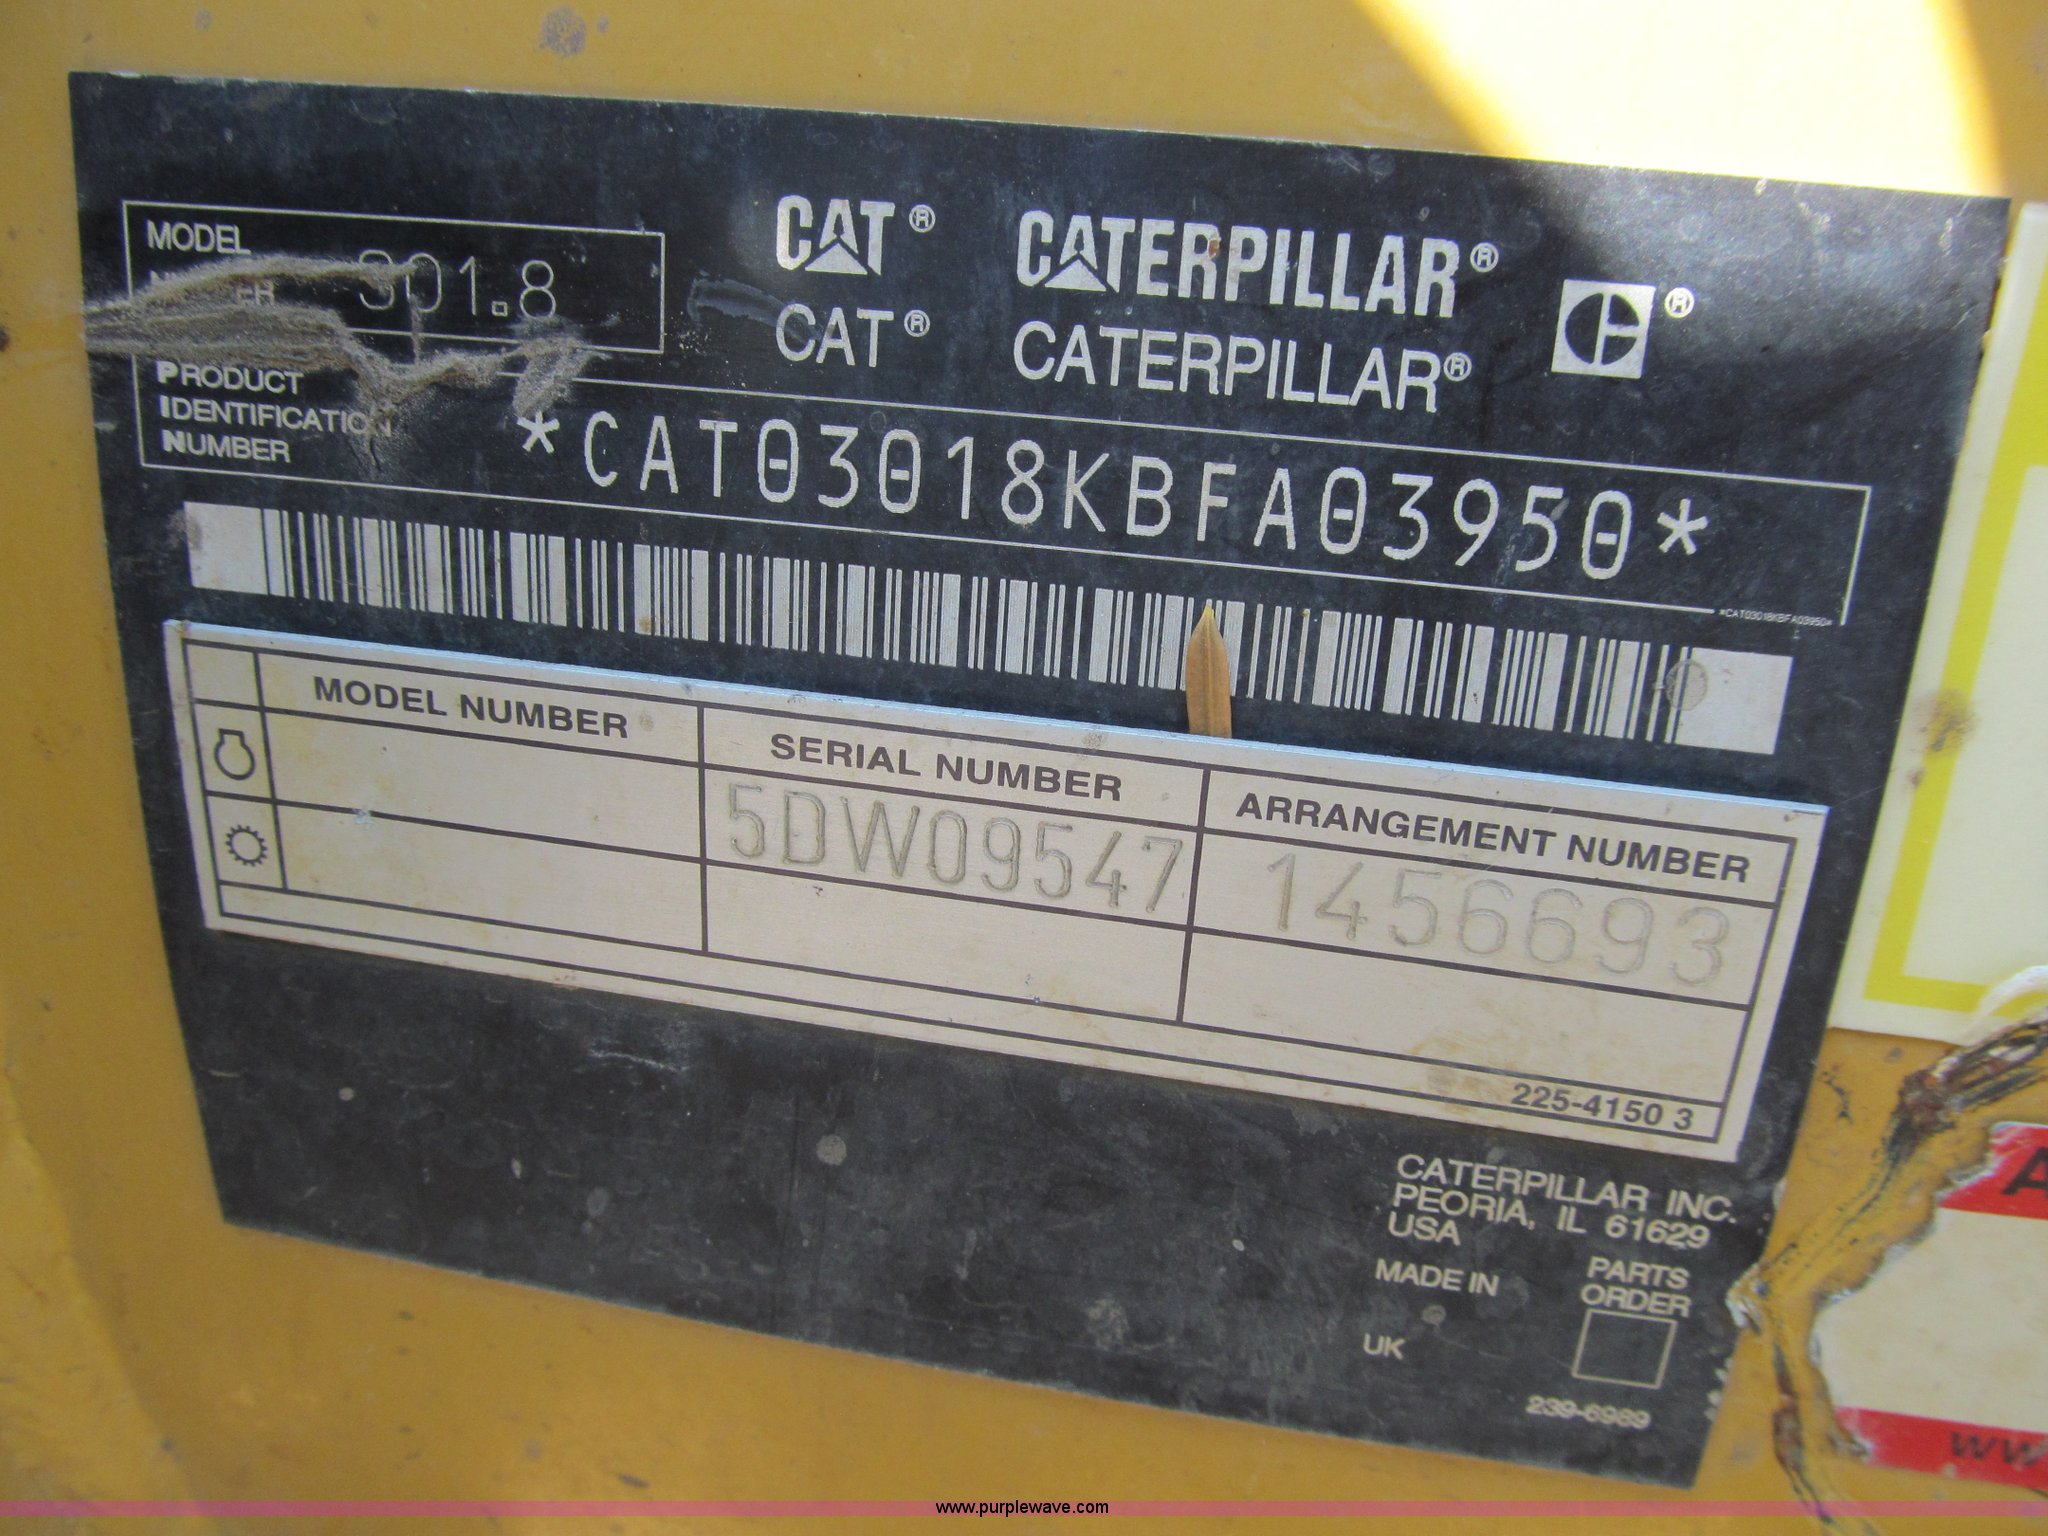 MODEL
301.8
CAT® CATERPILLAR®
CAT® CATERPILLAR® ®
PRODUCT
IDENTIFICATION
NUMBER
*CAT03018KBFA03950*
*CAT03018KBFA03950*
MODEL NUMBER SERIAL NUMBER ARRANGEMENT NUMBER
5DW09547 1456693
225-4150 3
CATERPILLAR INC.
PEORIA, IL 61629
USA
MADE IN
PARTS
ORDER
UK
239-6989
www.purplewave.com